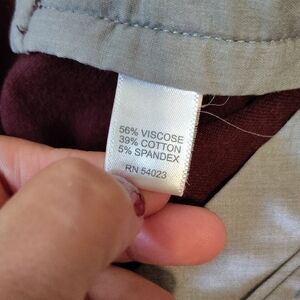 56% VISCOSE
39% COTTON
5% SPANDEX
RN 54023